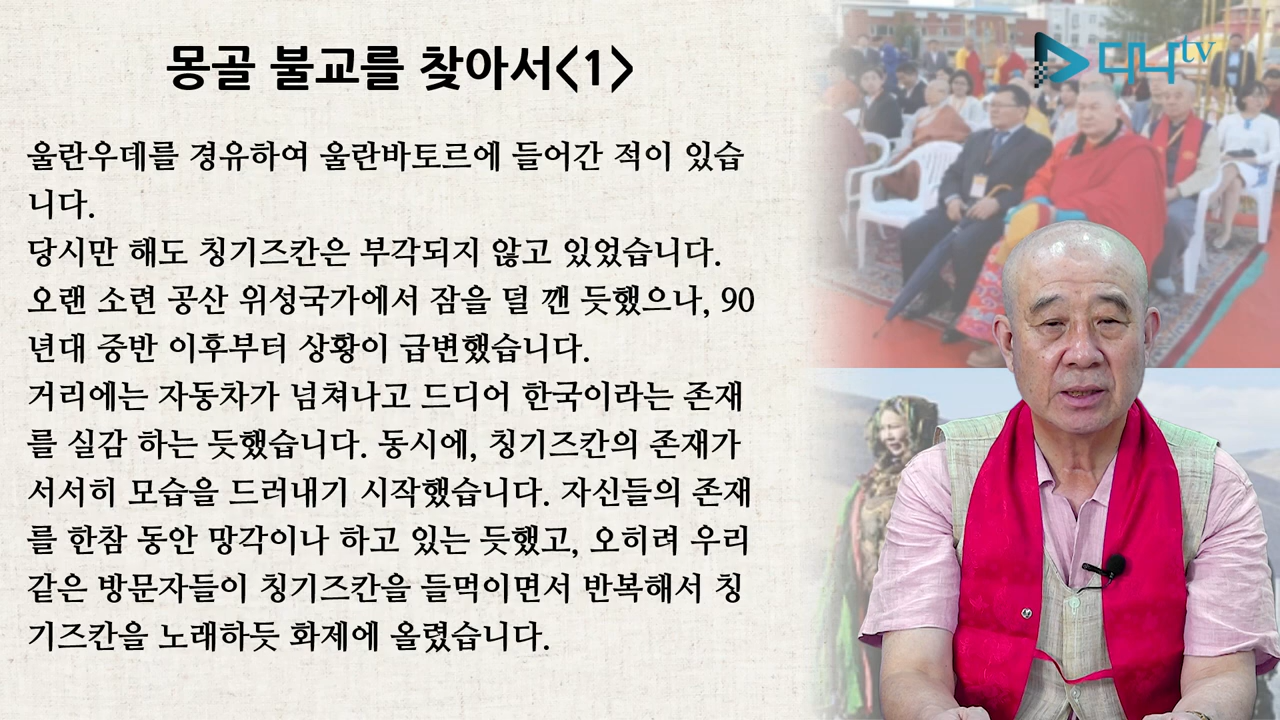 몽골 불교를 찾아서<1>
다나tv
울란우데를 경유하여 울란바토르에 들어간 적이 있습
니다.
당시만 해도 칭기즈칸은 부각되지 않고 있었습니다.
오랜 소련 공산 위성국가에서 잠을 덜 깬 듯했으나, 90
년대 중반 이후부터 상황이 급변했습니다.
거리에는 자동차가 넘쳐나고 드디어 한국이라는 존재
를 실감 하는 듯했습니다. 동시에, 칭기즈칸의 존재가
서서히 모습을 드러내기 시작했습니다. 자신들의 존재
를 한참 동안 망각이나 하고 있는 듯했고, 오히려 우리
같은 방문자들이 칭기즈칸을 들먹이면서 반복해서 칭
기즈칸을 노래하듯 화제에 올렸습니다.